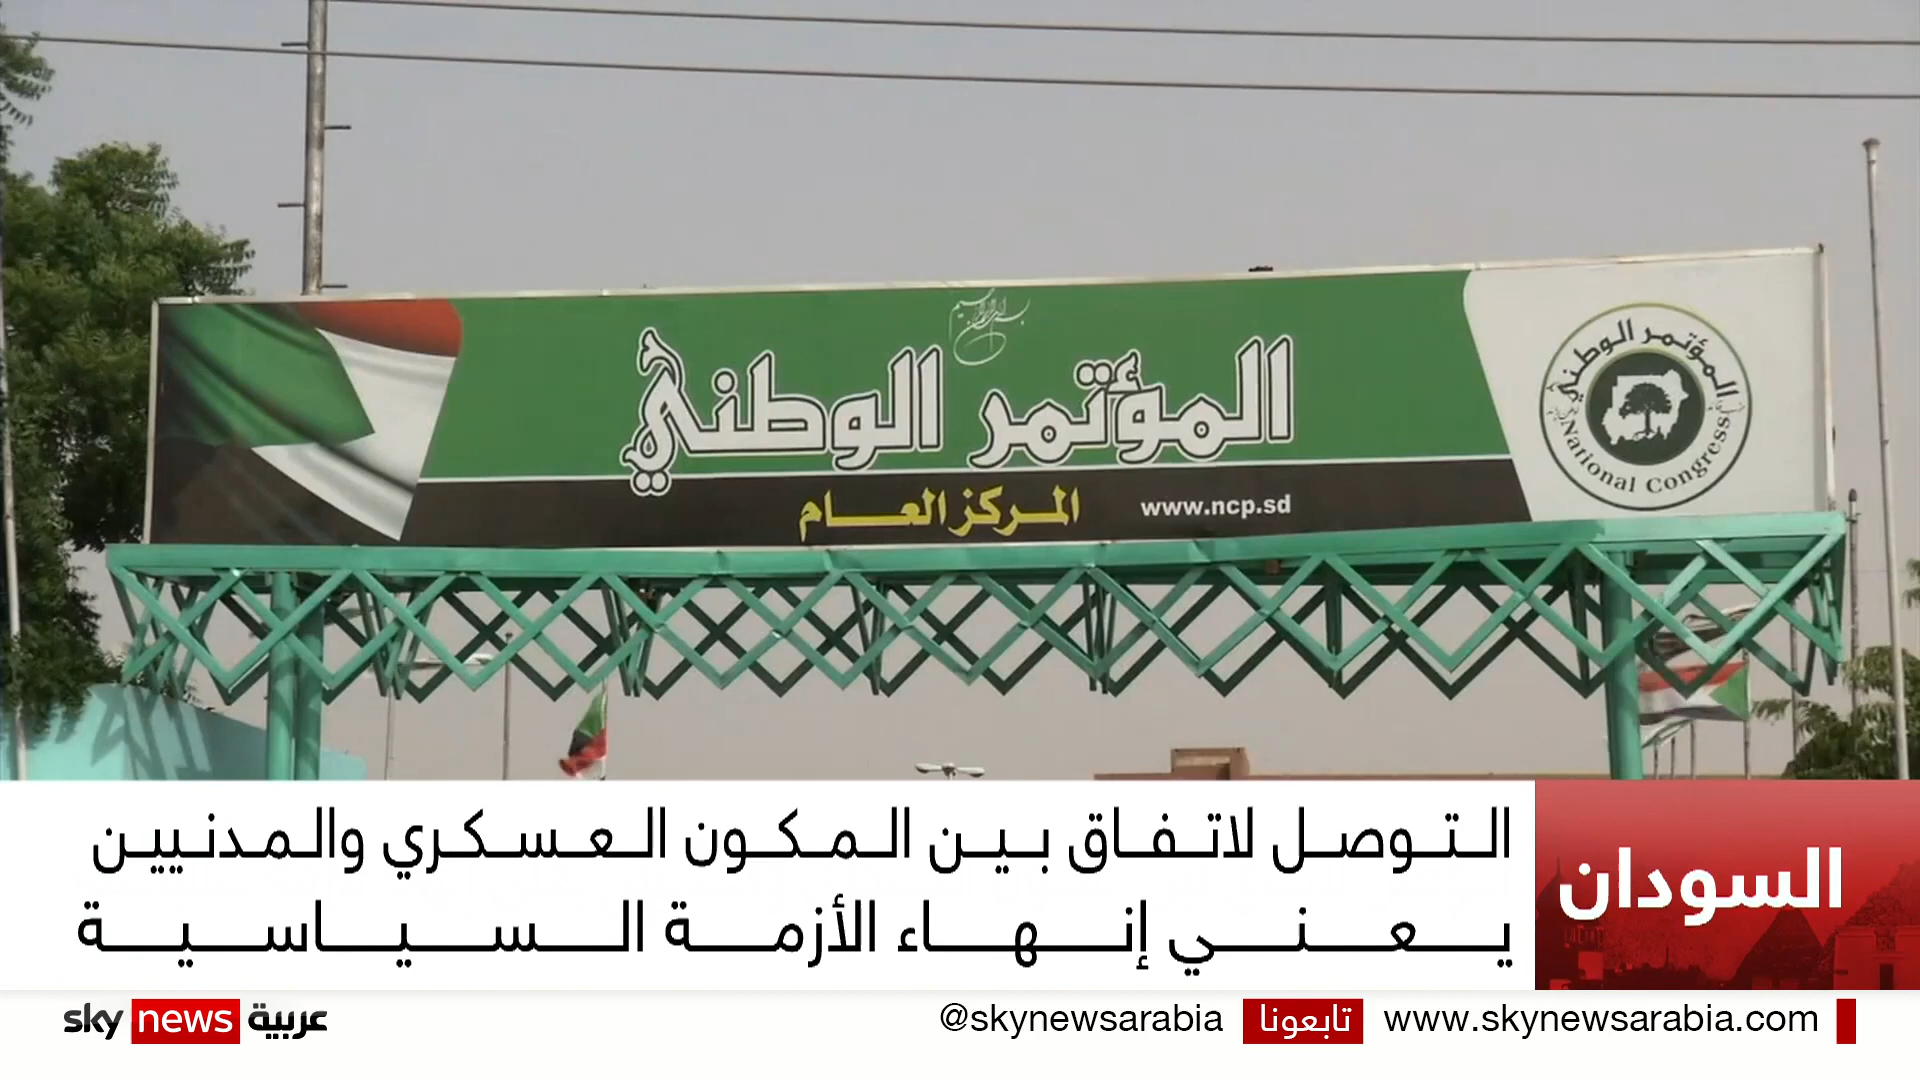 المؤتمر الوطني
المركز العام
www.ncp.sd
المؤتمر الوطني
National Congress
التوصل لاتفاق بين المكون العسكري والمدنيين
يعني إنهاء الأزمة السياسية
السودان
sky news عربية
@skynewsarabia تابعونا www.skynewsarabia.com